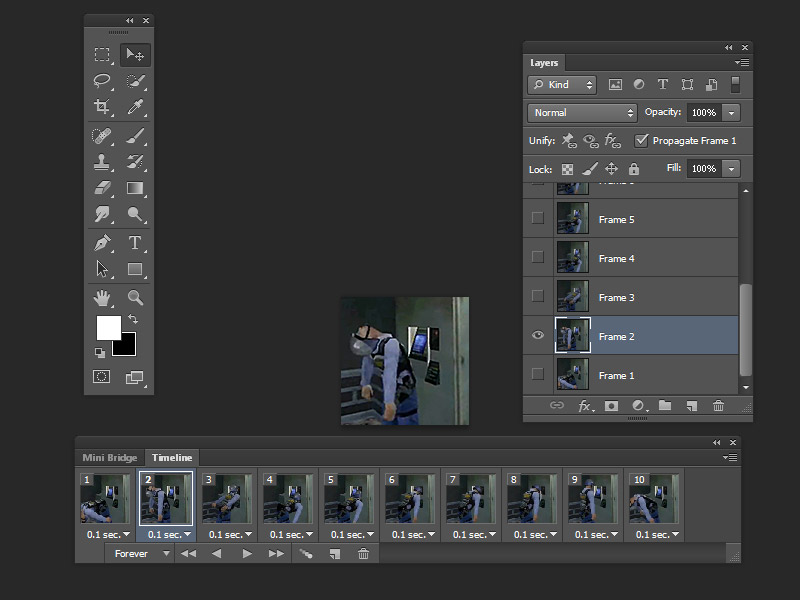 Layers
Kind
Normal
Opacity: 100%
Unify: Propagate Frame 1
Lock: Fill: 100%
Frame 5
Frame 4
Frame 3
Frame 2
Frame 1
Mini Bridge Timeline
1 2 3 4 5 6 7 8 9 10
0.1 sec. 0.1 sec. 0.1 sec. 0.1 sec. 0.1 sec. 0.1 sec. 0.1 sec. 0.1 sec. 0.1 sec. 0.1 sec.
Forever